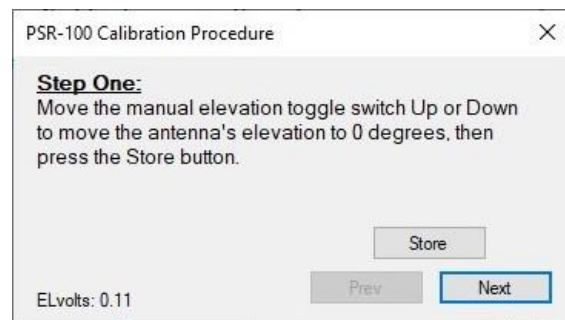 PSR-100 Calibration Procedure
Step One:
Move the manual elevation toggle switch Up or Down
to move the antenna's elevation to 0 degrees, then
press the Store button.
Store
Prev
Next
ELvolts: 0.11